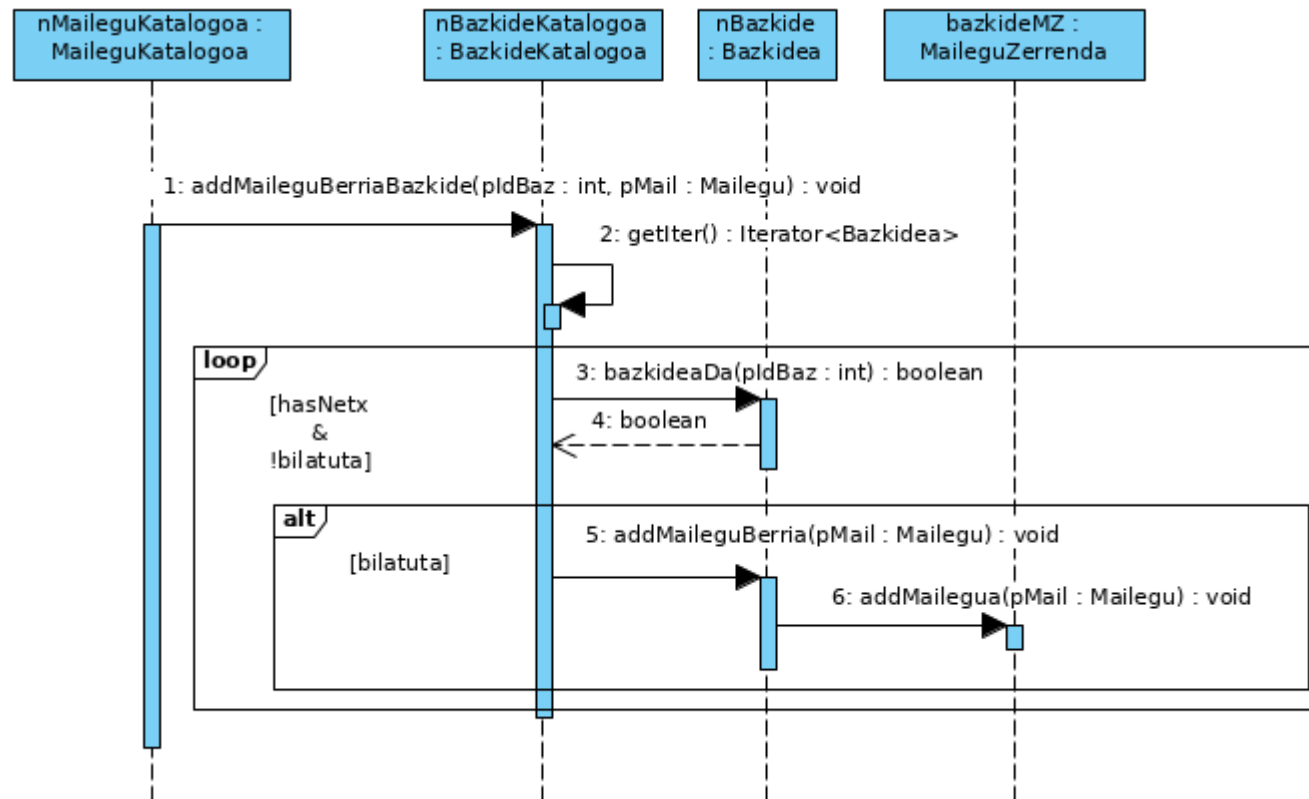 nMaileguKatalogoa :
MaileguKatalogoa
nBazkideKatalogoa
: BazkideKatalogoa
nBazkide
: Bazkidea
bazkideMZ :
MaileguZerrenda
1: addMaileguBerriaBazkide(pIdBaz : int, pMail : Mailegu) : void
2: getIter() : Iterator<Bazkidea>
loop
[hasNetx
&
!bilatuta]
3: bazkideaDa(pIdBaz : int) : boolean
4: boolean
alt
[bilatuta]
5: addMaileguBerria(pMail : Mailegu) : void
6: addMailegua(pMail : Mailegu) : void